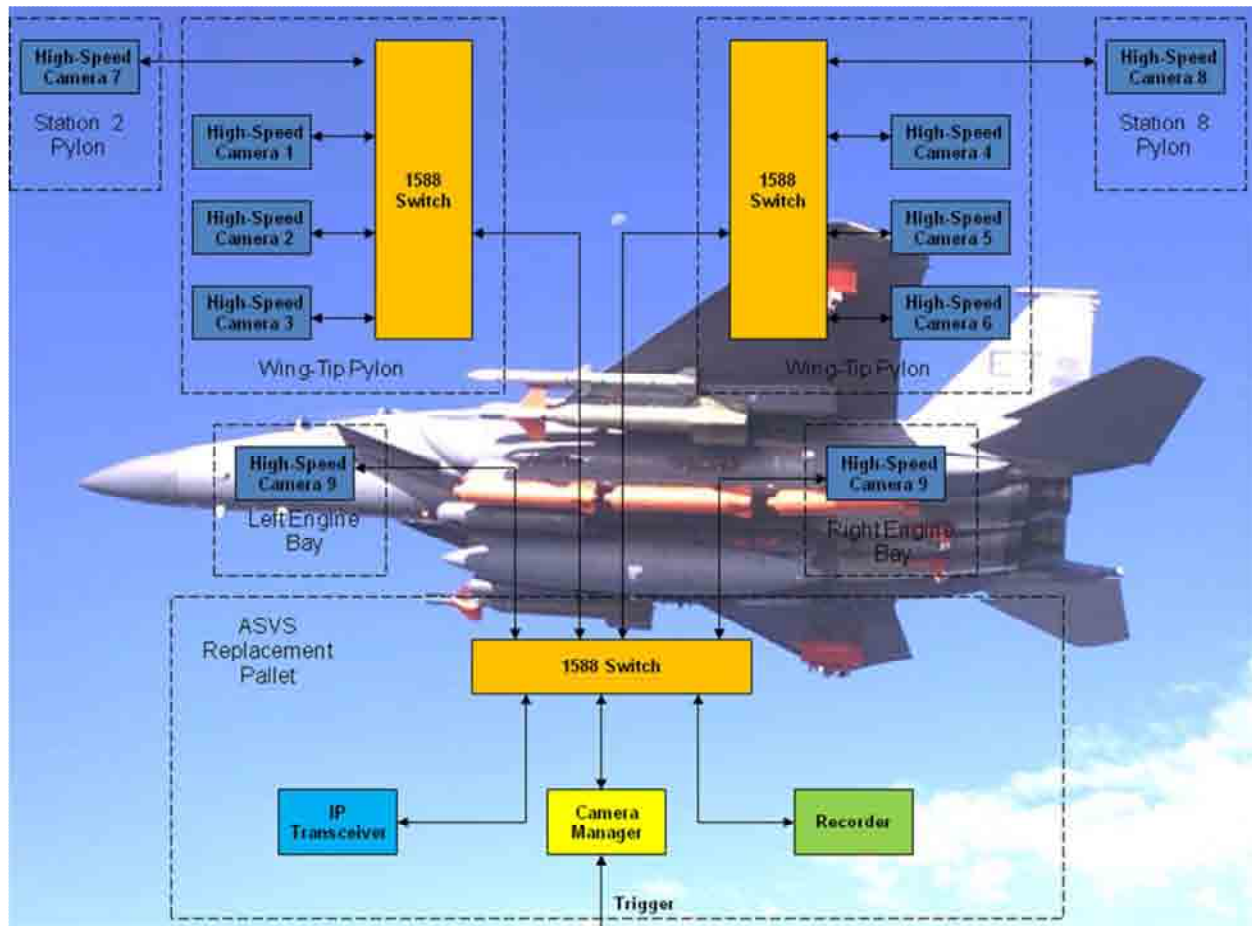 High-Speed
Camera 7
Station 2
Pylon
High-Speed
Camera 1
High-Speed
Camera 2
High-Speed
Camera 3
1588
Switch
Wing-Tip Pylon
1588
Switch
High-Speed
Camera 4
High-Speed
Camera 5
High-Speed
Camera 6
Wing-Tip Pylon
High-Speed
Camera 8
Station 8
Pylon
High-Speed
Camera 9
Left Engine
Bay
High-Speed
Camera 9
Right Engine
Bay
ASVS
Replacement
Pallet
1588 Switch
IP
Transceiver
Camera
Manager
Recorder
Trigger